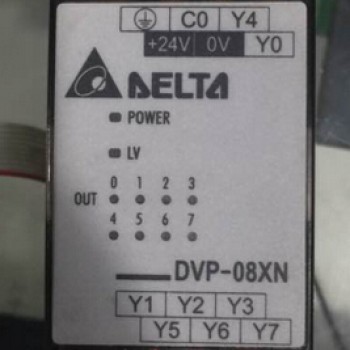 C0 Y4
+24V 0V Y0
DELTA
POWER
LV
0 1 2 3
OUT
4 5 6 7
DVP-08XN
Y1 Y2 Y3
Y5 Y6 Y7